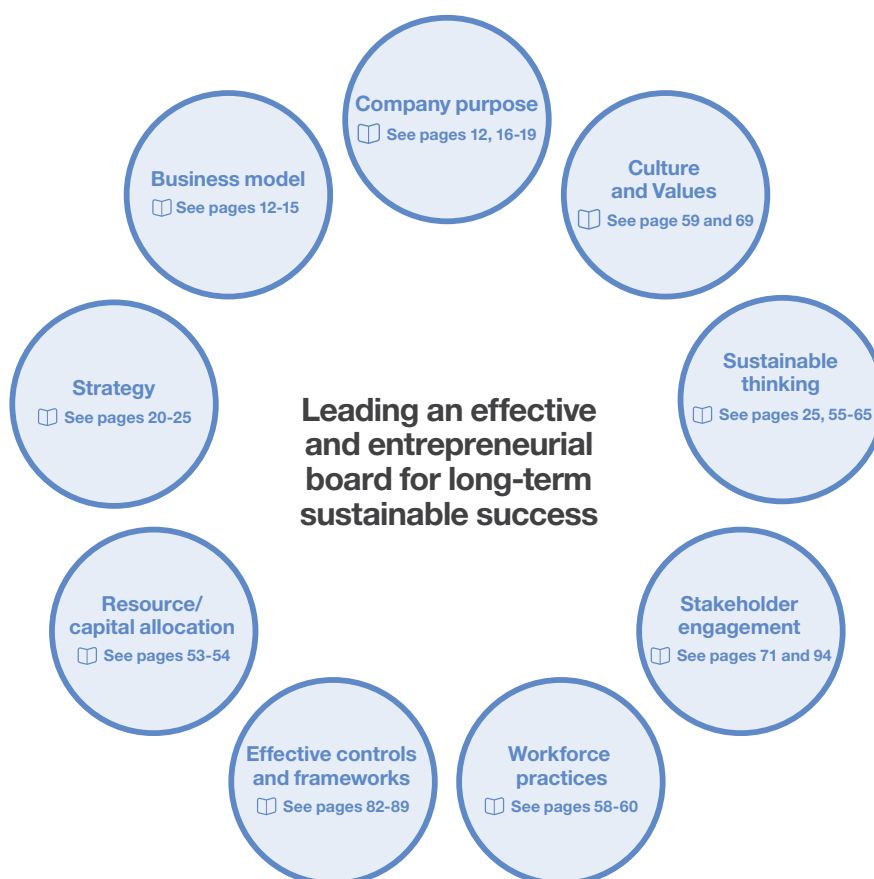 Company purpose
See pages 12, 16-19
Culture
and Values
See page 59 and 69
Sustainable
thinking
See pages 25, 55-65
Stakeholder
engagement
See pages 71 and 94
Workforce
practices
See pages 58-60
Effective controls
and frameworks
See pages 82-89
Resource/
capital allocation
See pages 53-54
Strategy
See pages 20-25
Business model
See pages 12-15
Leading an effective
and entrepreneurial
board for long-term
sustainable success